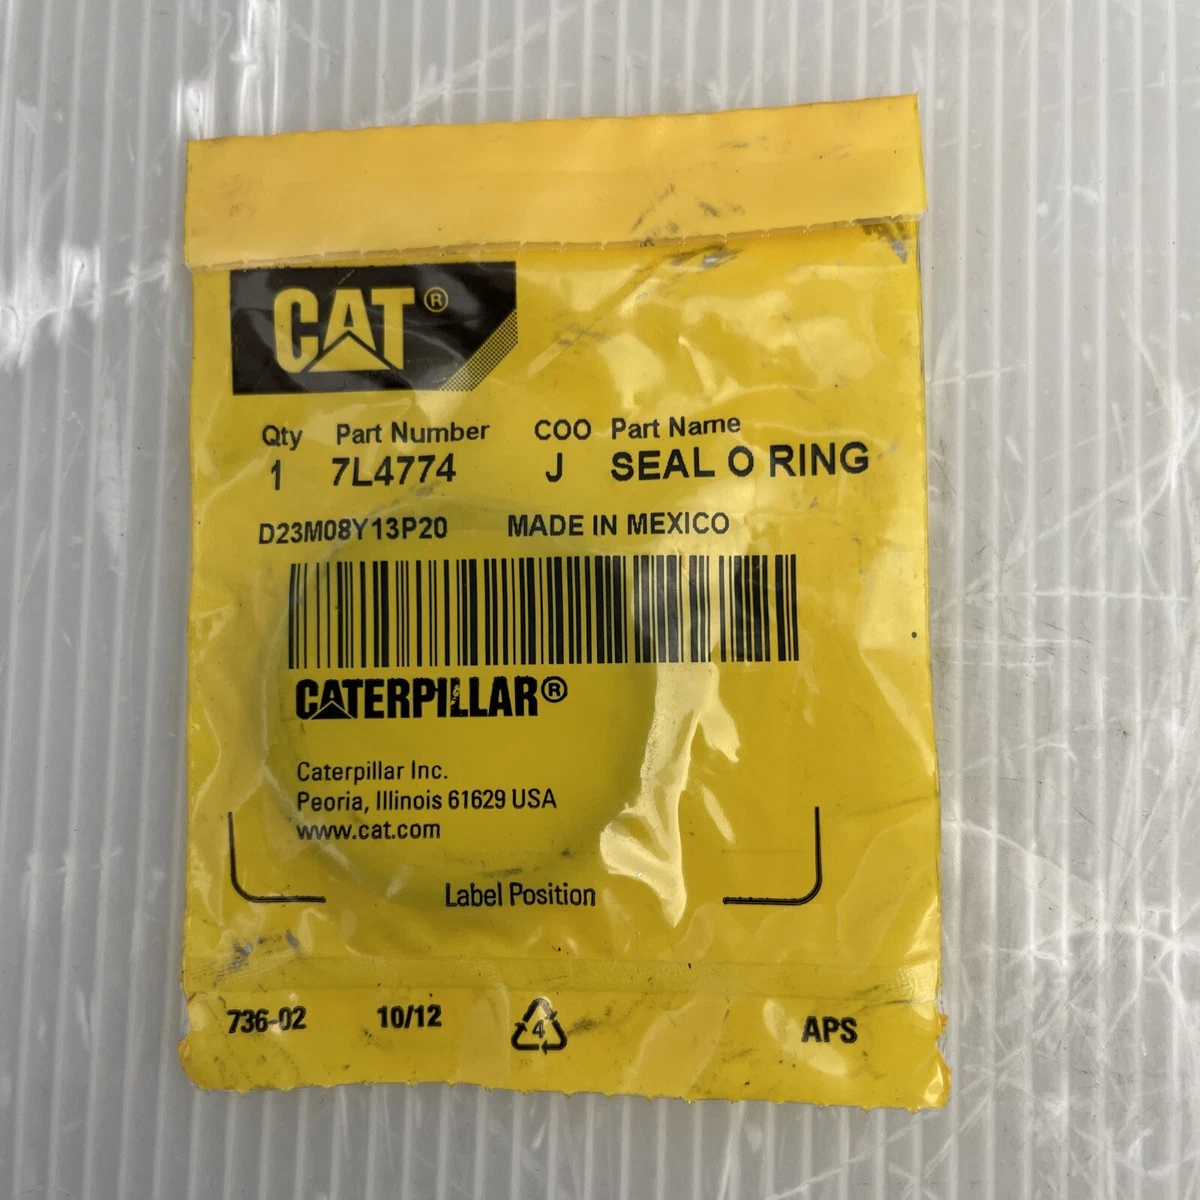 CAT®
Qty Part Number COO Part Name
1 7L4774 J SEAL O RING
D23M08Y13P20 MADE IN MEXICO
CATERPILLAR®
Caterpillar Inc.
Peoria, Illinois 61629 USA
www.cat.com
Label Position
736-02 10/12 4 APS